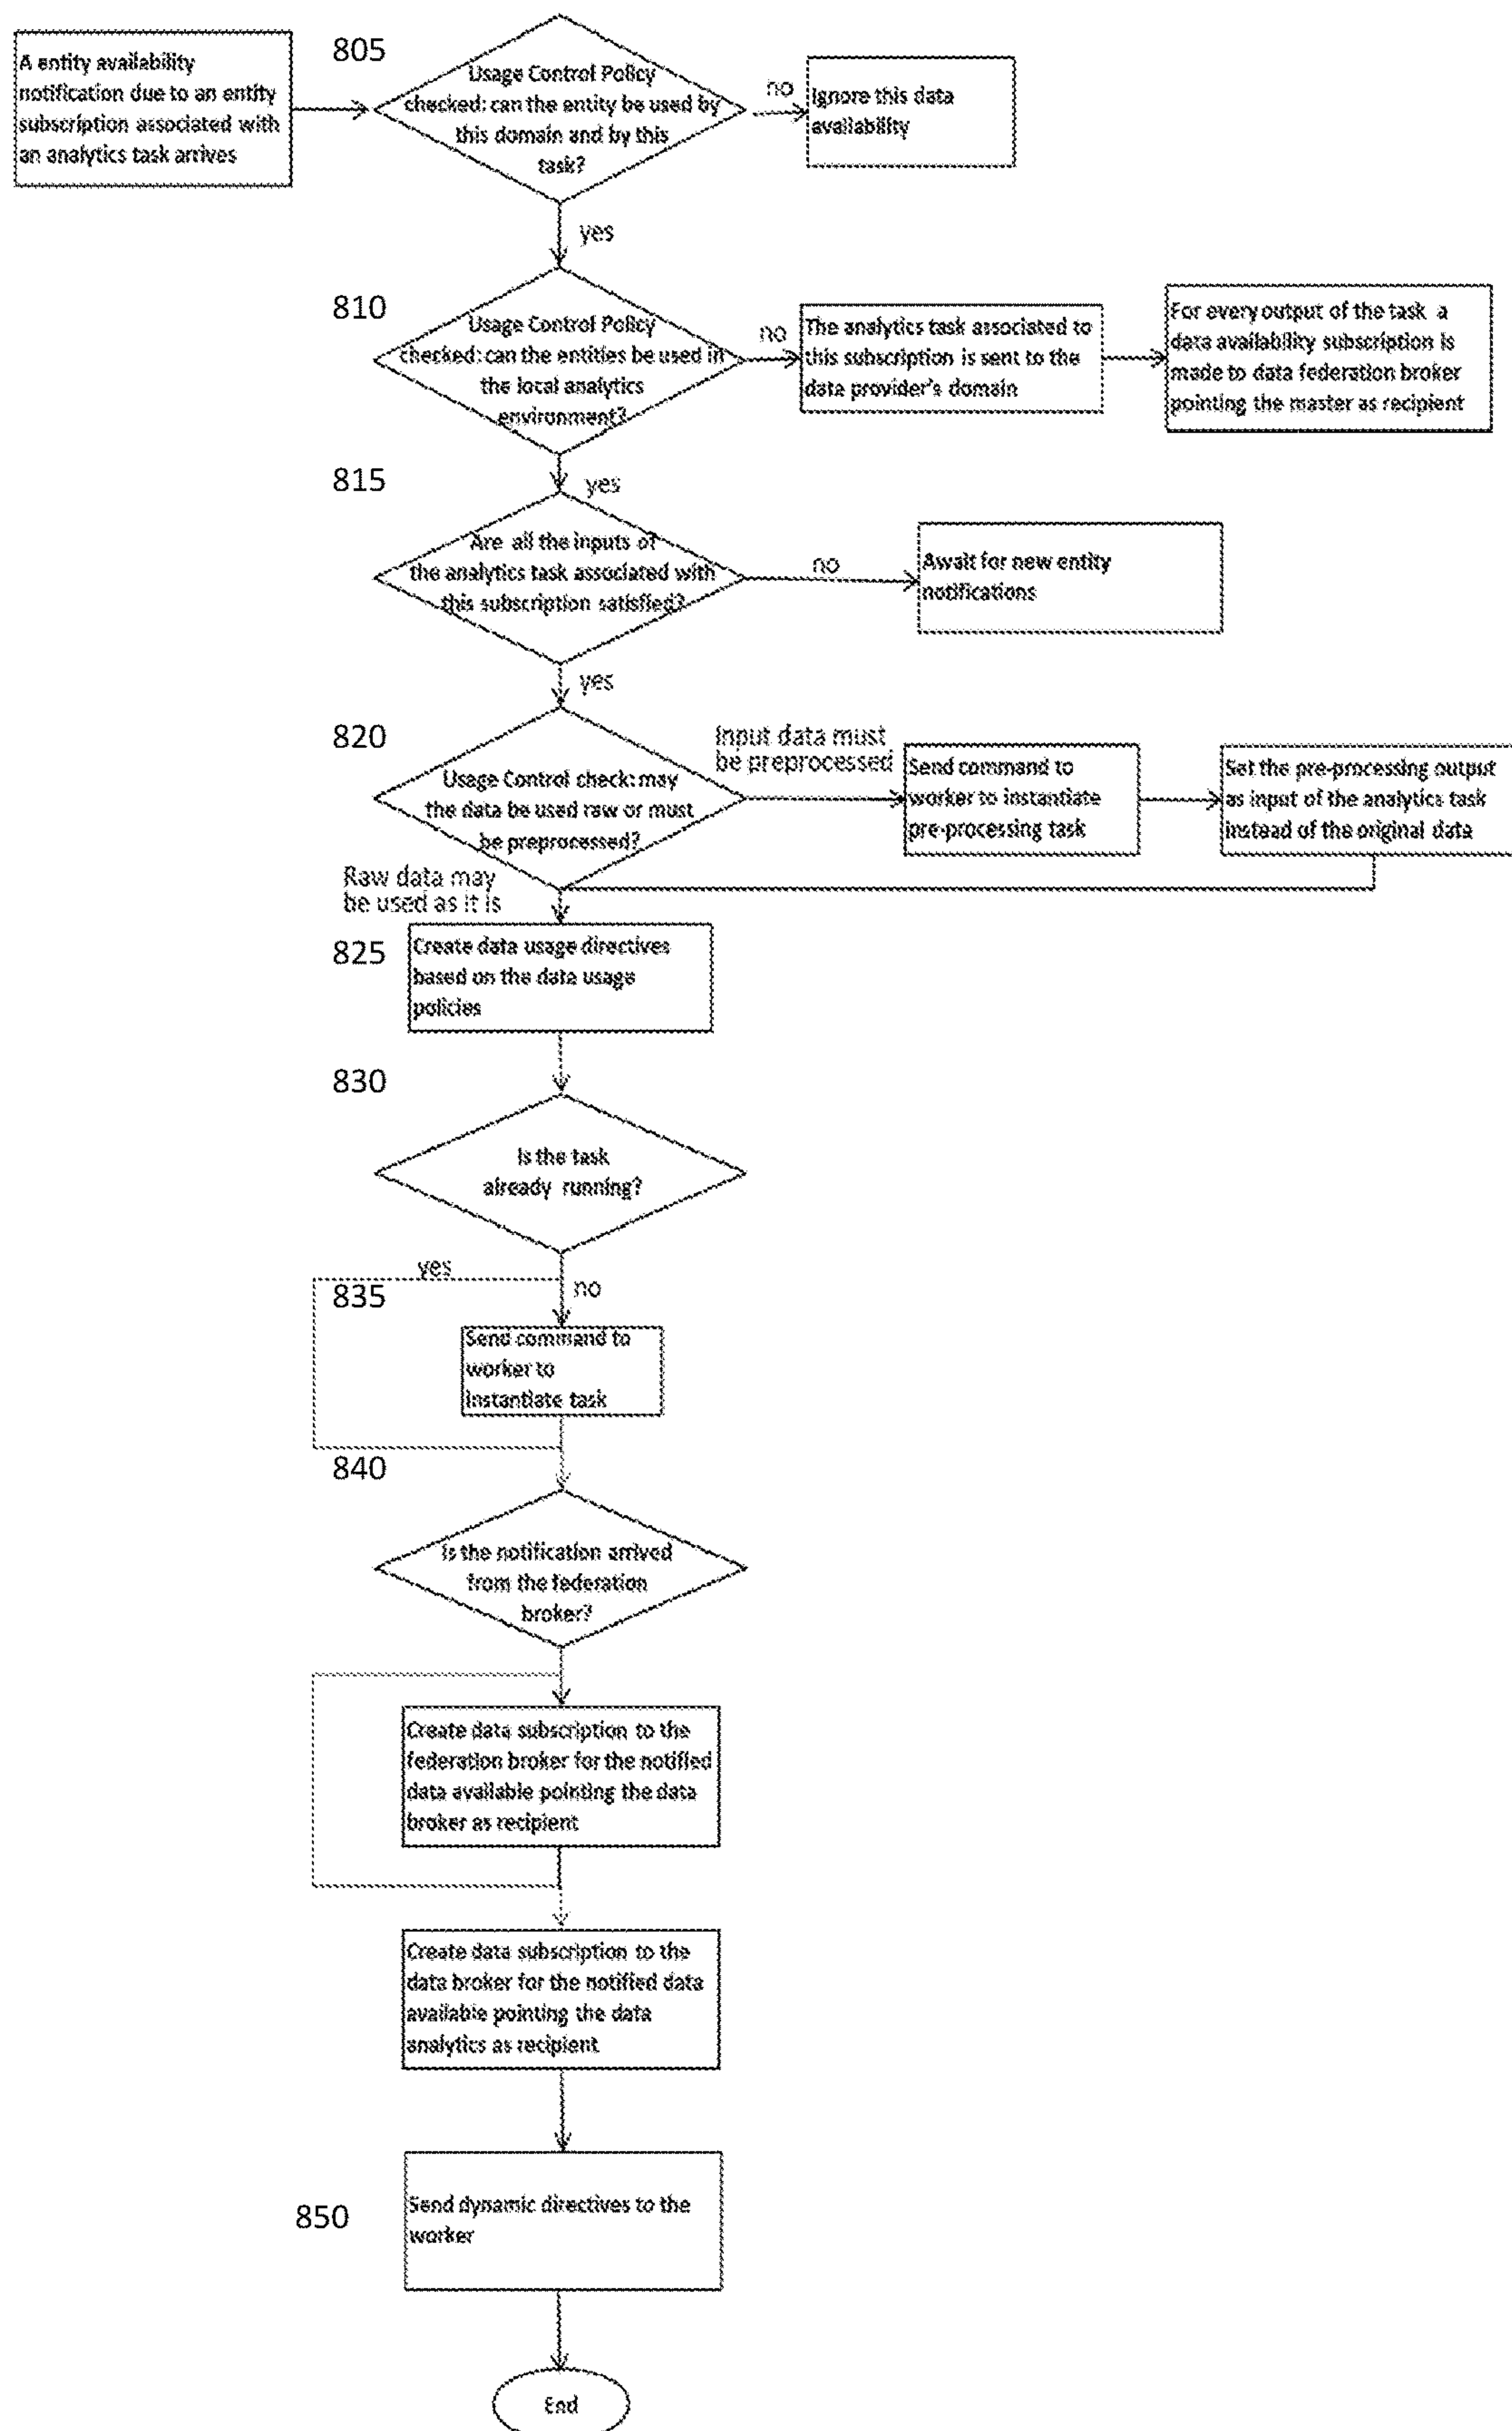 A entity availability
notification due to an entity
subscription associated with
an analytics task arrives
805
Usage Control Policy
checked: can the entity be used by
this domain and by this
task?
no
Ignore this data
availability
yes
810
Usage Control Policy
checked: can the entities be used in
the local analytics
environment?
no
The analytics task associated to
this subscription is sent to the
data provider's domain
For every output of the task a
data availability subscription is
made to data federation broker
pointing the master as recipient
yes
815
Are all the inputs of
the analytics task associated with
this subscription satisfied?
no
Await for new entity
notifications
yes
820
Usage Control check: may
the data be used raw or must
be preprocessed?
Input data must
be preprocessed
Send command to
worker to instantiate
pre-processing task
Set the pre-processing output
as input of the analytics task
instead of the original data
Raw data may
be used as it is
825
Create data usage directives
based on the data usage
policies
830
Is the task
already running?
yes
no
835
Send command to
worker to
instantiate task
840
Is the notification arrived
from the federation
broker?
Create data subscription to the
federation broker for the notified
data available pointing the data
broker as recipient
Create data subscription to the
data broker for the notified data
available pointing the data
analytics as recipient
850
Send dynamic directives to the
worker
End